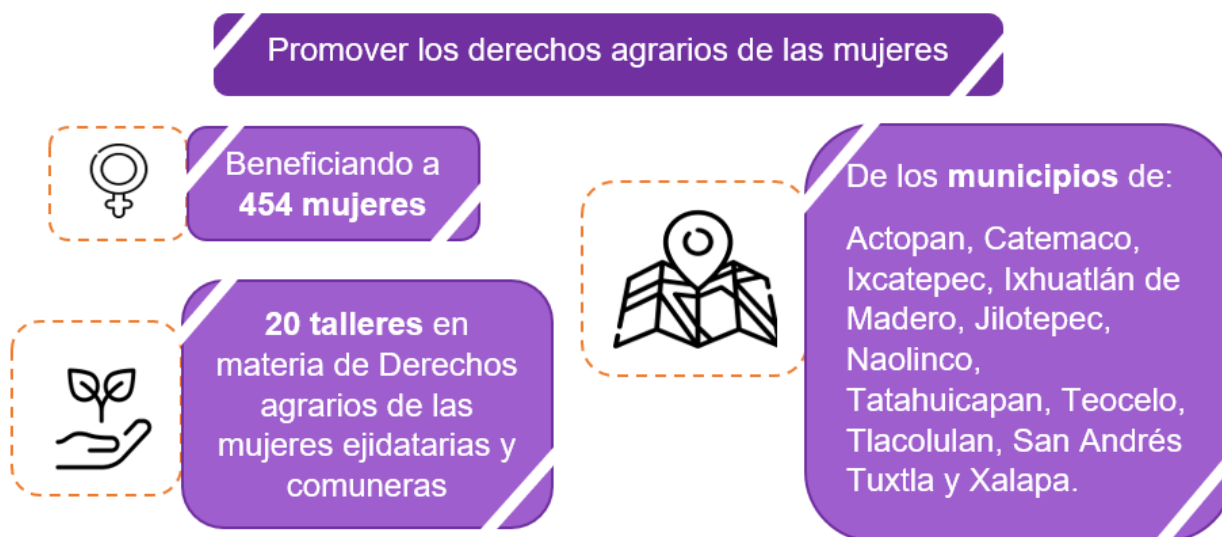 Promover los derechos agrarios de las mujeres
Beneficiando a
454 mujeres
20 talleres en
materia de Derechos
agrarios de las
mujeres ejidatarias y
comuneras
De los municipios de:
Actopan, Catemaco,
Ixcatepec, Ixhuatlán de
Madero, Jilotepec,
Naolinco,
Tatahuicapan, Teocelo,
Tlacolulan, San Andrés
Tuxtla y Xalapa.